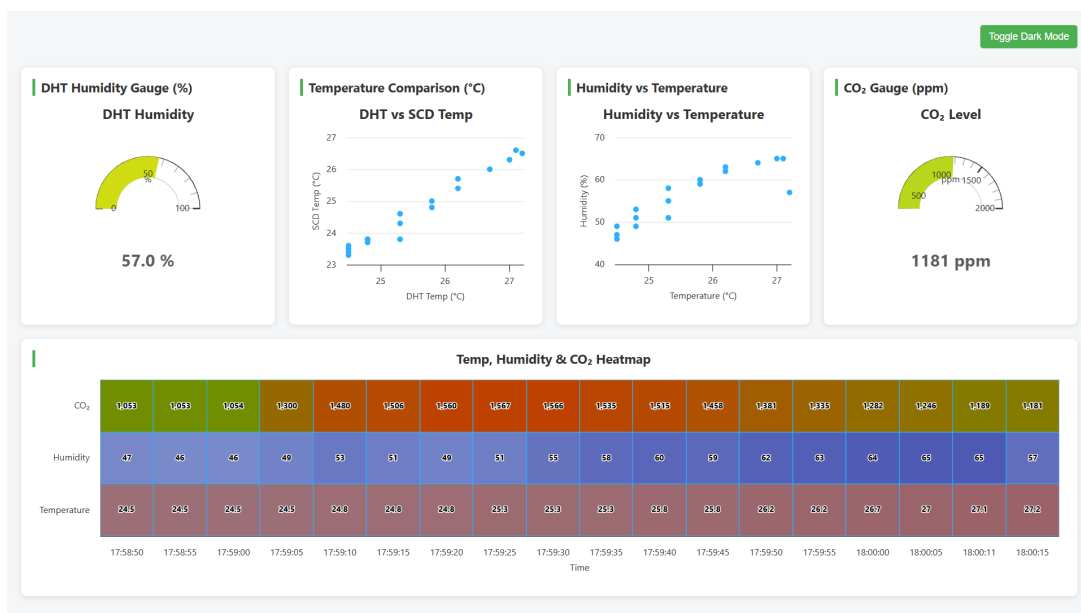 Toggle Dark Mode
DHT Humidity Gauge (%)
DHT Humidity
50
%
0
100
57.0 %
Temperature Comparison (°C)
DHT vs SCD Temp
27
26
25
24
23
SCD Temp (°C)
25
26
27
DHT Temp (°C)
Humidity vs Temperature
Humidity vs Temperature
70
60
50
40
Humidity (%)
25
26
27
Temperature (°C)
CO₂ Gauge (ppm)
CO₂ Level
1000
ppm
1500
500
2000
1181 ppm
Temp, Humidity & CO₂ Heatmap
CO₂ 1,053 1,053 1,054 1,300 1,480 1,506 1,560 1,567 1,566 1,535 1,515 1,458 1,381 1,335 1,282 1,246 1,189 1,181
Humidity 47 46 46 49 53 51 49 51 55 58 60 59 62 63 64 65 65 57
Temperature 24.5 24.5 24.5 24.5 24.8 24.8 24.8 25.3 25.3 25.3 25.8 25.8 26.2 26.2 26.7 27 27.1 27.2
17:58:50 17:58:55 17:59:00 17:59:05 17:59:10 17:59:15 17:59:20 17:59:25 17:59:30 17:59:35 17:59:40 17:59:45 17:59:50 17:59:55 18:00:00 18:00:05 18:00:11 18:00:15
Time